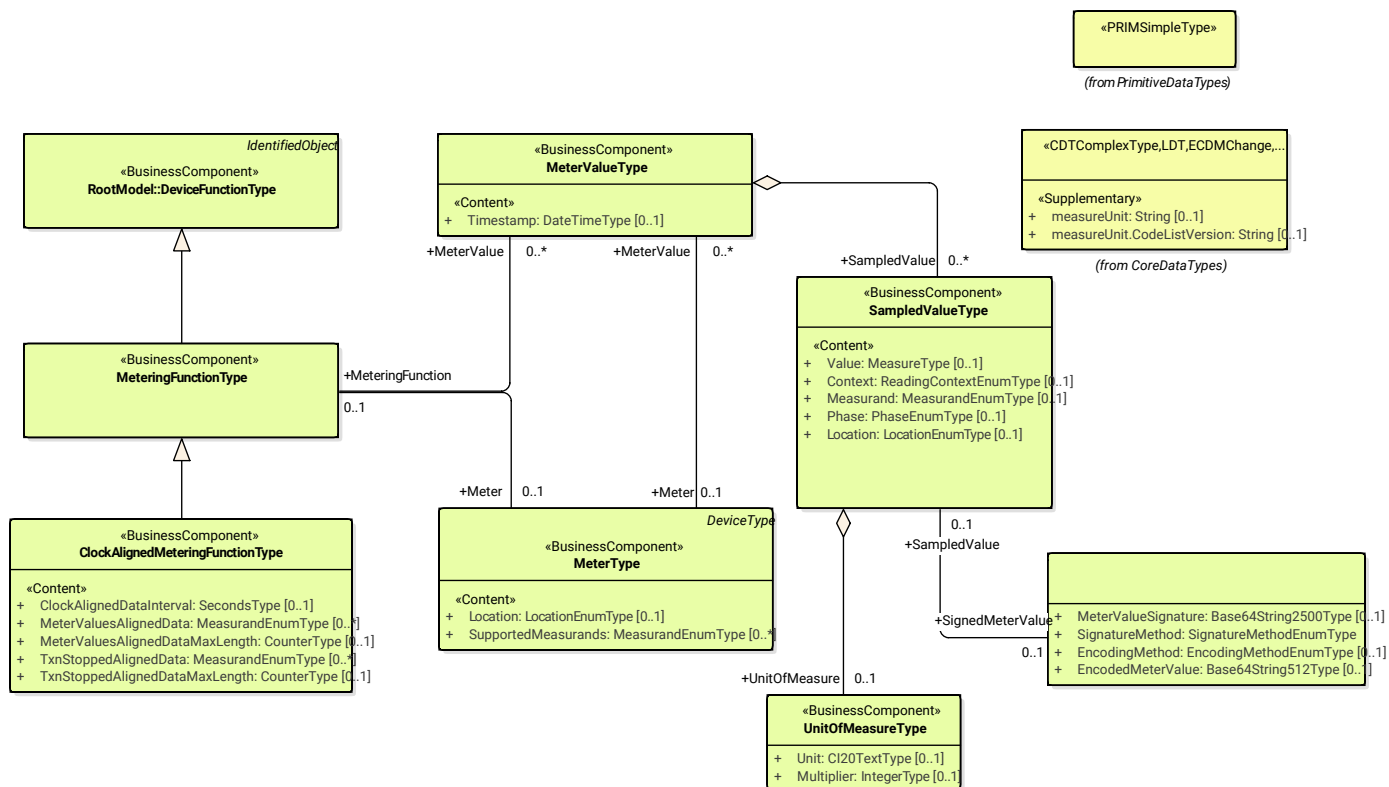 «PRIMSimpleType»
(from PrimitiveDataTypes)
IdentifiedObject
«BusinessComponent»
RootModel::DeviceFunctionType
«BusinessComponent»
MeterValueType
«Content»
+ Timestamp: DateTimeType [0..1]
«CDTComplexType,LDT,ECDMChange,...
«Supplementary»
+ measureUnit: String [0..1]
+ measureUnit.CodeListVersion: String [0..1]
(from CoreDataTypes)
+MeterValue 0..*
+MeterValue 0..*
+SampledValue 0..*
«BusinessComponent»
SampledValueType
«Content»
+ Value: MeasureType [0..1]
+ Context: ReadingContextEnumType [0..1]
+ Measurand: MeasurandEnumType [0..1]
+ Phase: PhaseEnumType [0..1]
+ Location: LocationEnumType [0..1]
«BusinessComponent»
MeteringFunctionType
+MeteringFunction
0..1
+Meter 0..1
+Meter 0..1
«BusinessComponent»
ClockAlignedMeteringFunctionType
«Content»
+ ClockAlignedDataInterval: SecondsType [0..1]
+ MeterValuesAlignedData: MeasurandEnumType [0..*]
+ MeterValuesAlignedDataMaxLength: CounterType [0..1]
+ TxnStoppedAlignedData: MeasurandEnumType [0..*]
+ TxnStoppedAlignedDataMaxLength: CounterType [0..1]
DeviceType
«BusinessComponent»
MeterType
«Content»
+ Location: LocationEnumType [0..1]
+ SupportedMeasurands: MeasurandEnumType [0..*]
0..1
+SampledValue
+SignedMeterValue
0..1
+ MeterValueSignature: Base64String2500Type [0..1]
+ SignatureMethod: SignatureMethodEnumType
+ EncodingMethod: EncodingMethodEnumType [0..1]
+ EncodedMeterValue: Base64String512Type [0..1]
+UnitOfMeasure 0..1
«BusinessComponent»
UnitOfMeasureType
+ Unit: CI20TextType [0..1]
+ Multiplier: IntegerType [0..1]